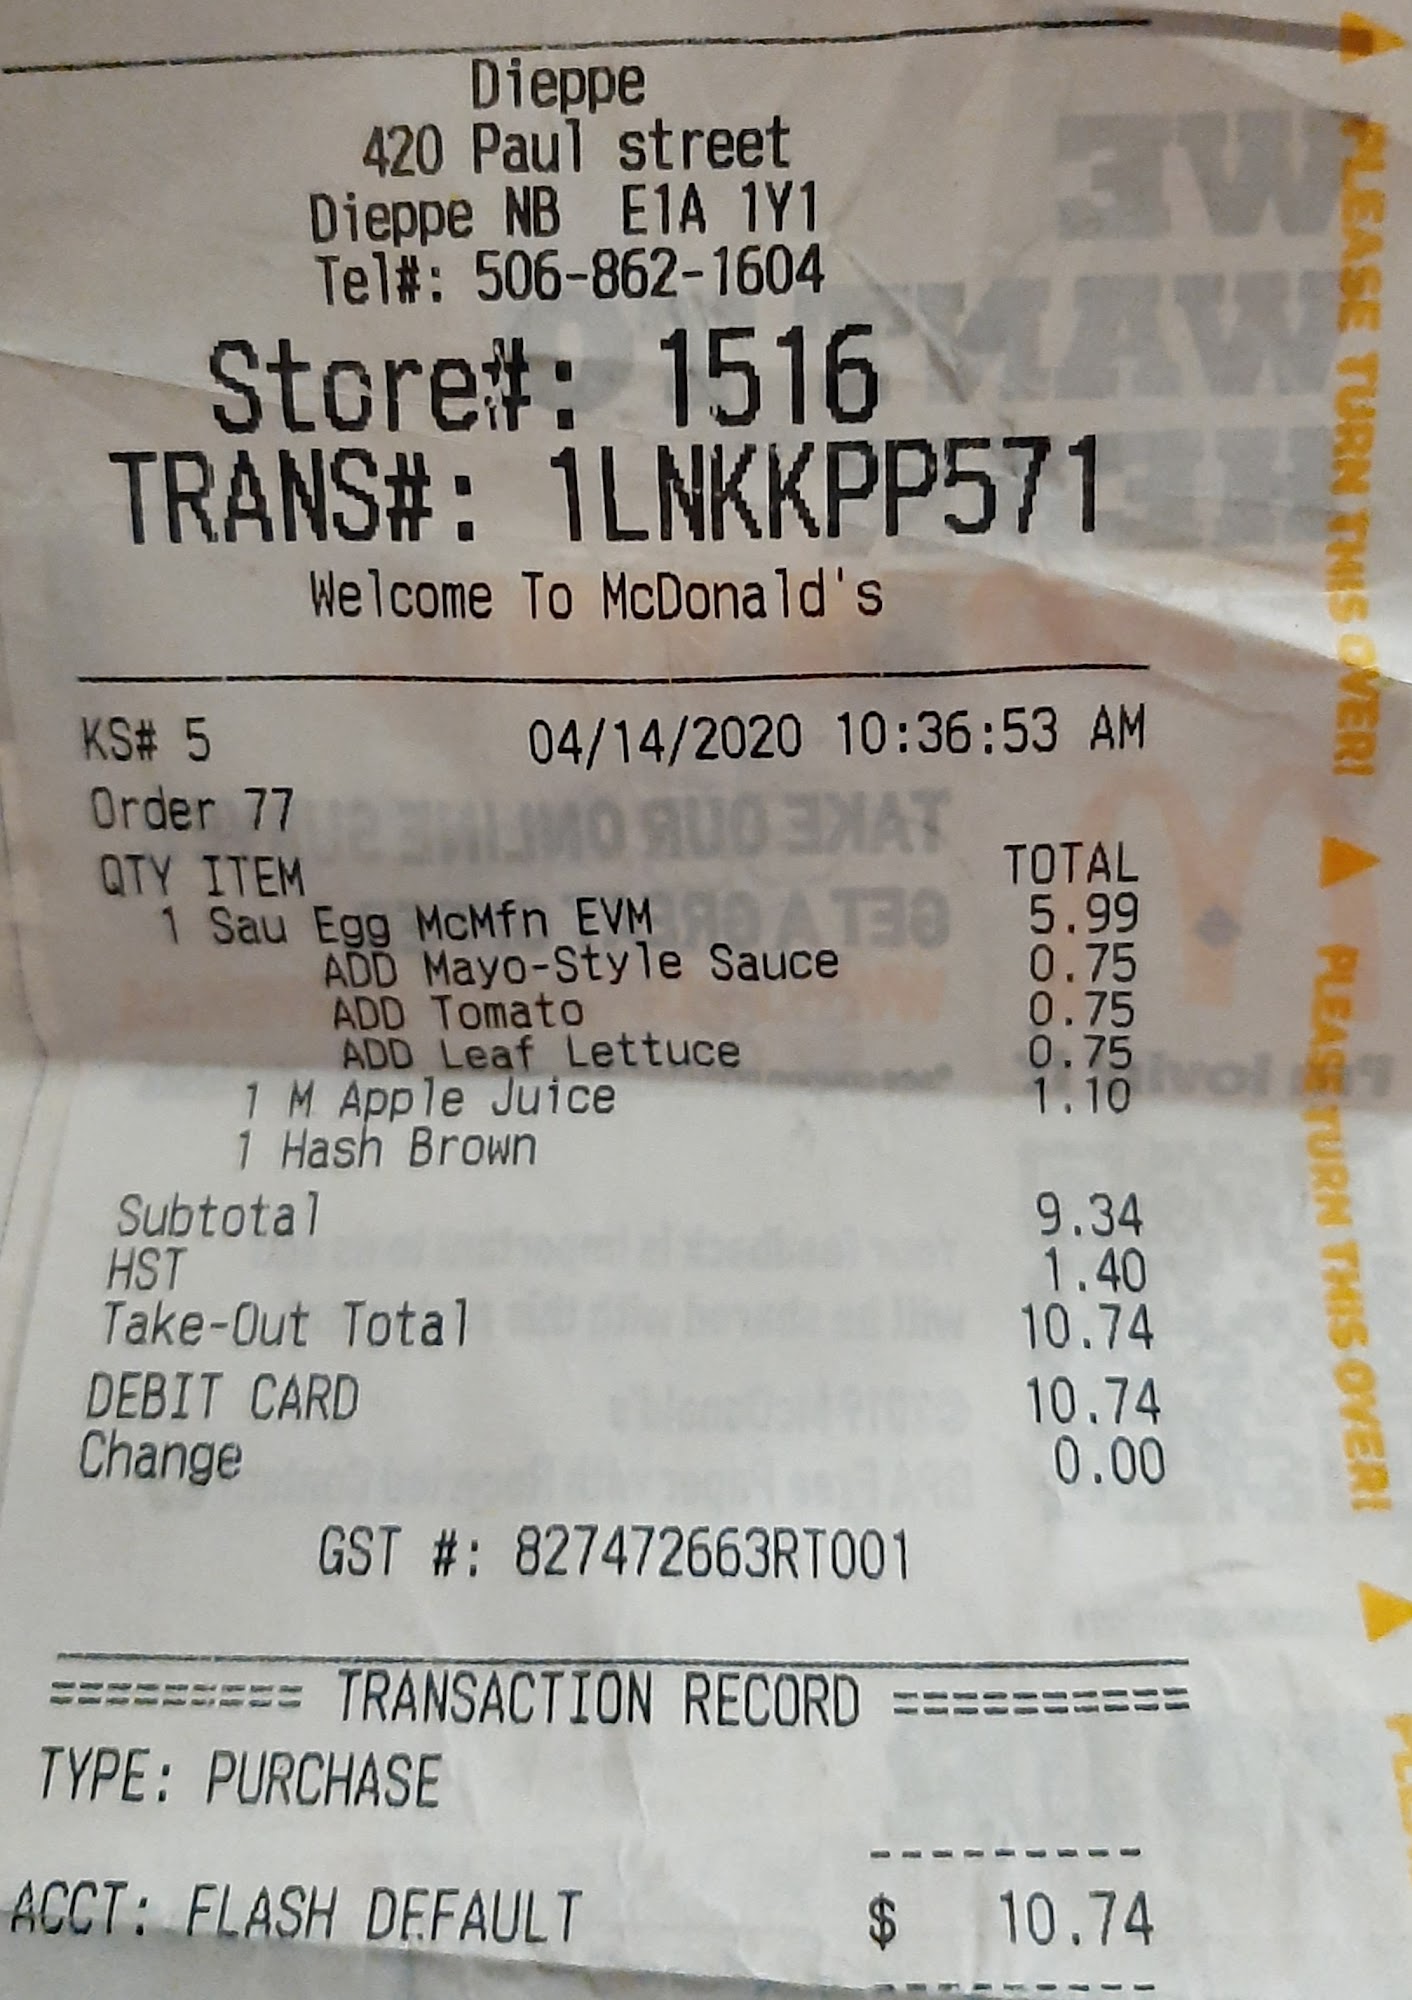 Dieppe
420 Paul street
Dieppe NB  E1A 1Y1
Tel#: 506-862-1604
Store#: 1516
TRANS#: 1LNKKPP571
Welcome To McDonald's
KS# 5 04/14/2020 10:36:53 AM
Order 77
QTY ITEM TOTAL
1 Sau Egg McMfn EVM 5.99
ADD Mayo-Style Sauce 0.75
ADD Tomato 0.75
ADD Leaf Lettuce 0.75
1 M Apple Juice 1.10
1 Hash Brown
Subtotal 9.34
HST 1.40
Take-Out Total 10.74
DEBIT CARD 10.74
Change 0.00
GST #: 827472663RT001
========= TRANSACTION RECORD ==========
TYPE: PURCHASE
ACCT: FLASH DEFAULT $ 10.74
PLEASE TURN THIS OVER!
PLEASE TURN THIS OVER!